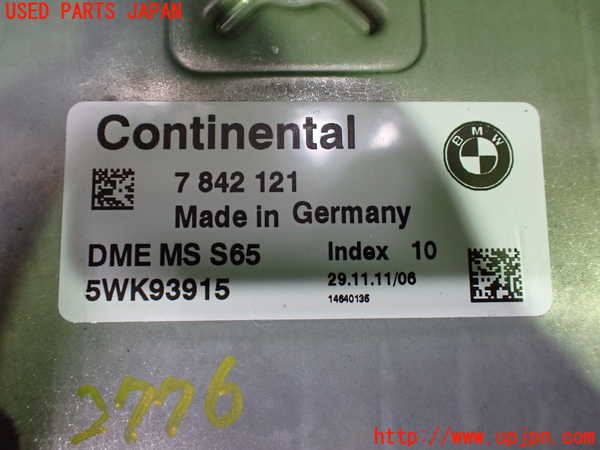 USED PARTS JAPAN
Continental
BMW
7 842 121
Made in Germany
DME MS S65
Index 10
5WK93915
29.11.11/06
14640135
2776
http://www.upjpn.com